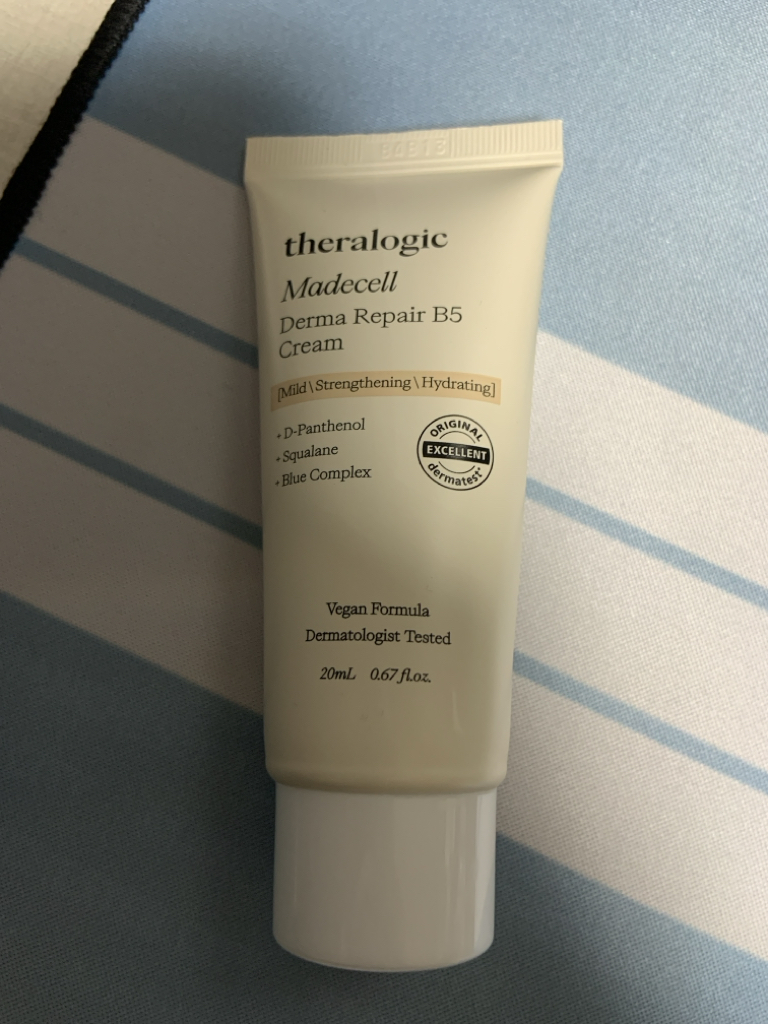 theralogic
Madecell
Derma Repair B5
Cream
[Mild \ Strengthening \ Hydrating]
+ D-Panthenol
+ Squalane
+ Blue Complex
ORIGINAL
EXCELLENT
dermatest®
Vegan Formula
Dermatologist Tested
20mL 0.67 fl.oz.